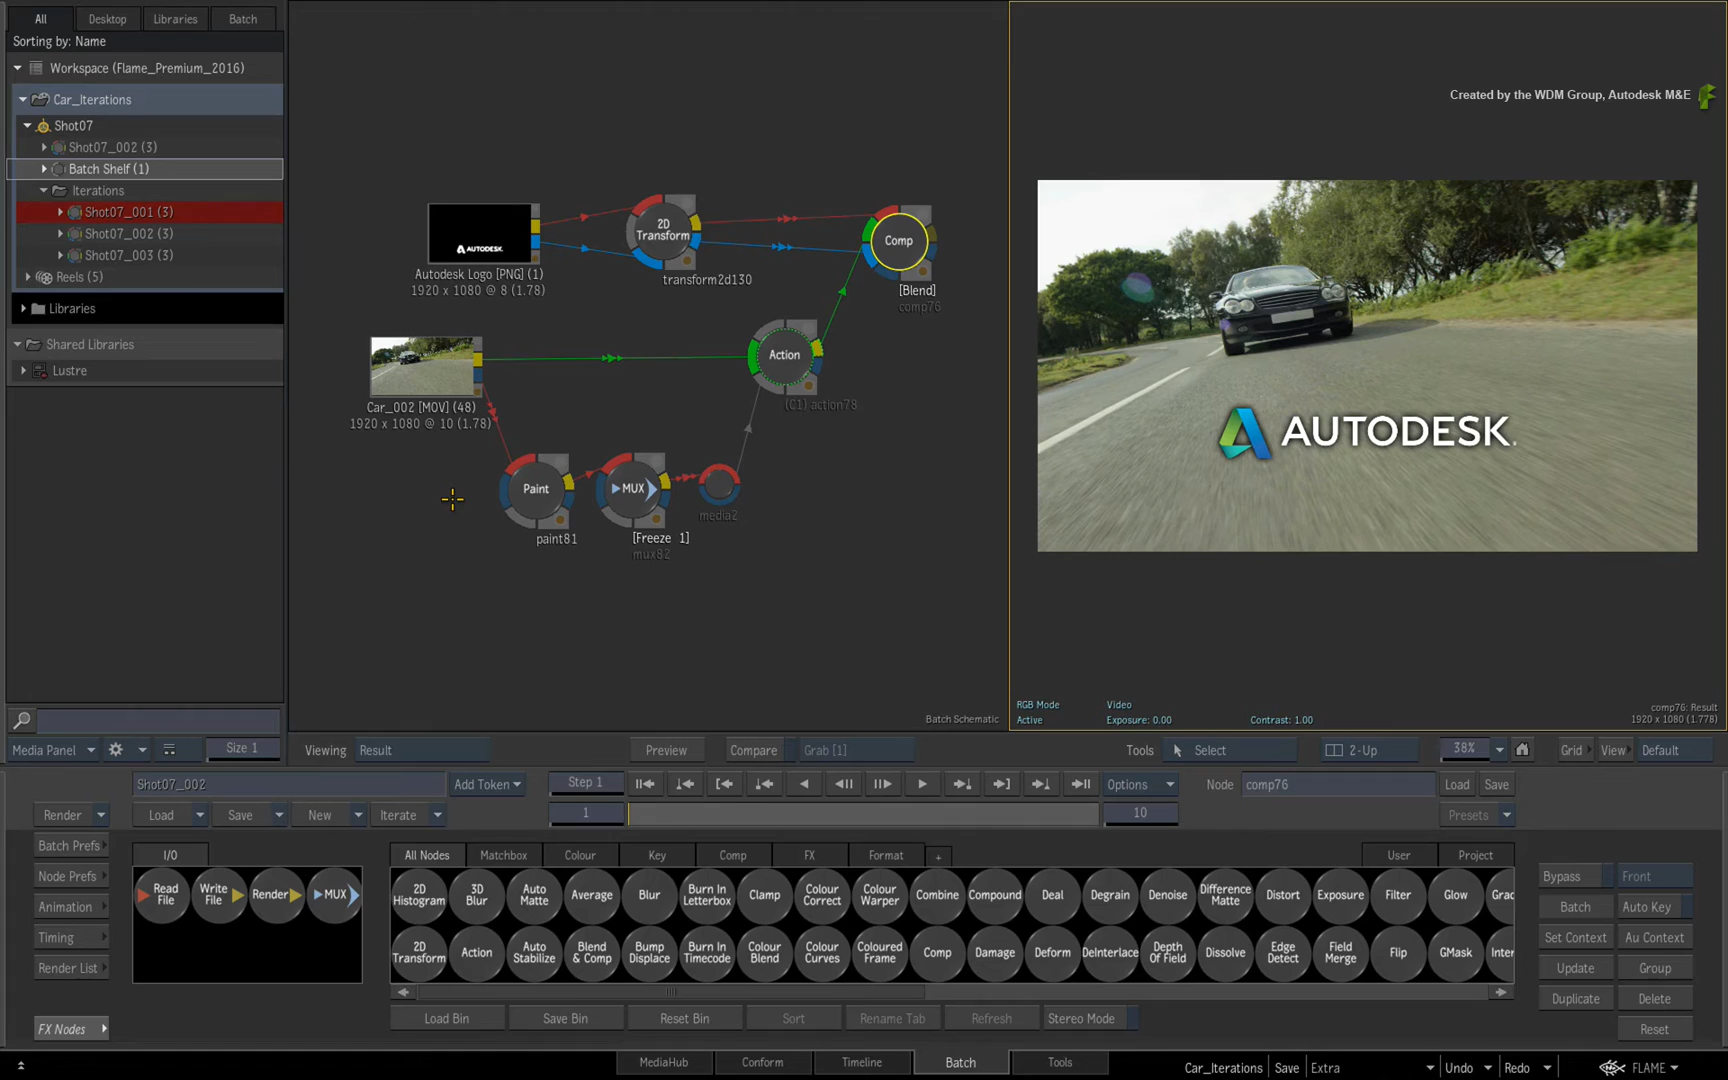 All Desktop Libraries Batch
Sorting by: Name
Workspace (Flame_Premium_2016)
Car_Iterations
Shot07
Shot07_002 (3)
Batch Shelf (1)
Iterations
Shot07_001 (3)
Shot07_002 (3)
Shot07_003 (3)
Reels (5)
Libraries
Shared Libraries
Lustre
Created by the WDM Group, Autodesk M&E
AUTODESK.
Autodesk Logo [PNG] (1)
1920 x 1080 @ 8 (1.78)
2D
Transform
transform2d130
Comp
[Blend]
comp76
Car_002 [MOV] (48)
1920 x 1080 @ 10 (1.78)
Action
(C1) action78
Paint
paint81
MUX
[Freeze 1]
mux82
media2
AUTODESK.
Batch Schematic
RGB Mode Video
Active Exposure: 0.00 Contrast: 1.00
comp76: Result
1920 x 1080 (1.778)
Media Panel Size 1 Viewing Result Preview Compare Grab [1] Tools Select 2-Up 38% Grid View Default
Shot07_002 Add Token Step 1 Options Node comp76 Load Save
Render Load Save New Iterate 1 10 Presets
Batch Prefs
Node Prefs
Animation
Timing
Render List
FX Nodes
I/O
Read File
Write File
Render
MUX
All Nodes Matchbox Colour Key Comp FX Format + User Project
2D Histogram 3D Blur Auto Matte Average Blur Burn In Letterbox Clamp Colour Correct Colour Warper Combine Compound Deal Degrain Denoise Difference Matte Distort Exposure Filter Glow Grac
2D Transform Action Auto Stabilize Blend & Comp Bump Displace Burn In Timecode Colour Blend Colour Curves Coloured Frame Comp Damage Deform DeInterlace Depth Of Field Dissolve Edge Detect Field Merge Flip GMask Inter
Load Bin Save Bin Reset Bin Sort Rename Tab Refresh Stereo Mode
Bypass Front
Batch Auto Key
Set Context Au Context
Update Group
Duplicate Delete
Reset
MediaHub Conform Timeline Batch Tools
Car_Iterations Save Extra Undo Redo FLAME